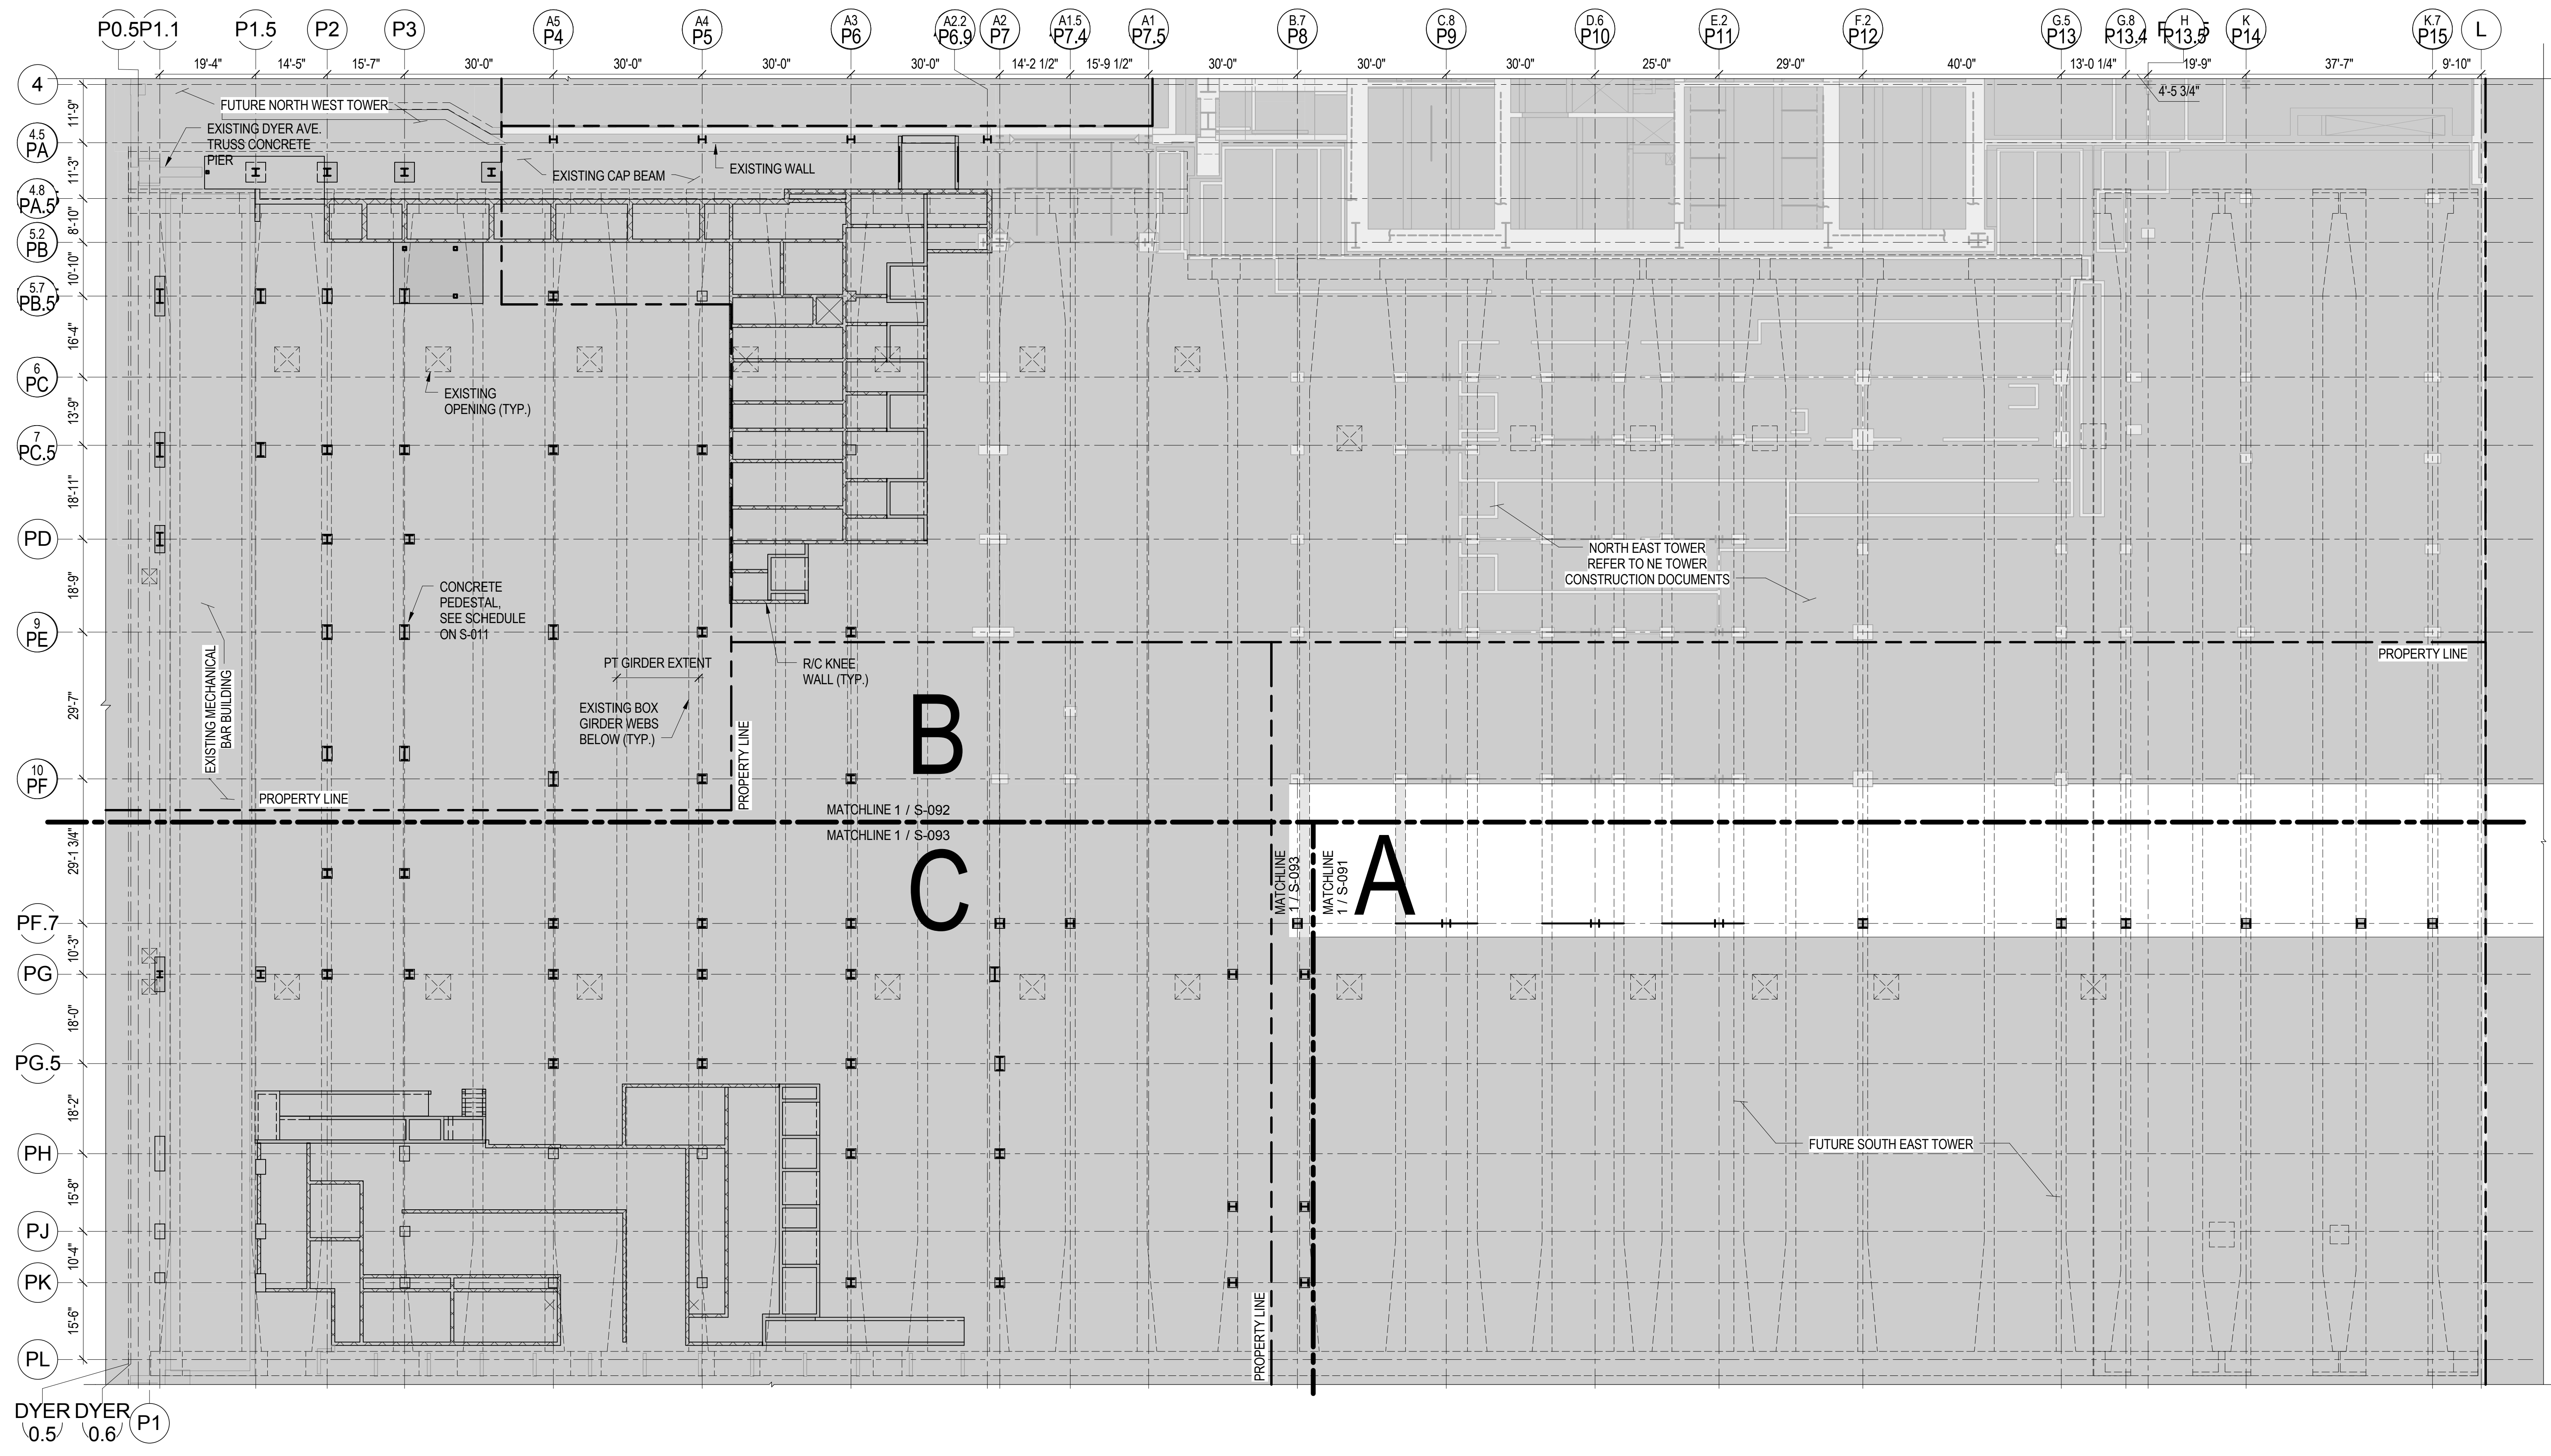 P0.5
P1.1
P1.5
P2
P3
A5
P4
A4
P5
A3
P6
A2.2
P6.9
A2
P7
A1.5
P7.4
A1
P7.5
B.7
P8
C.8
P9
D.6
P10
E.2
P11
F.2
P12
G.5
P13
G.8
P13.4
H
P13.5
K
P14
K.7
P15
L
19'-4"
14'-5"
15'-7"
30'-0"
30'-0"
30'-0"
30'-0"
14'-2 1/2"
15'-9 1/2"
30'-0"
30'-0"
30'-0"
25'-0"
29'-0"
40'-0"
13'-0 1/4"
19'-9"
37'-7"
9'-10"
4'-5 3/4"
4
11'-9"
4.5
PA
11'-3"
4.8
PA.5
8'-10"
5.2
PB
10'-10"
5.7
PB.5
16'-4"
6
PC
13'-9"
7
PC.5
18'-11"
PD
18'-9"
9
PE
29'-7"
10
PF
29'-1 3/4"
PF.7
10'-3"
PG
18'-0"
PG.5
18'-2"
PH
15'-8"
PJ
10'-4"
PK
15'-6"
PL
DYER
0.5
DYER
0.6
P1
FUTURE NORTH WEST TOWER
EXISTING DYER AVE.
TRUSS CONCRETE
PIER
EXISTING CAP BEAM
EXISTING WALL
EXISTING
OPENING (TYP.)
CONCRETE
PEDESTAL,
SEE SCHEDULE
ON S-011
NORTH EAST TOWER
REFER TO NE TOWER
CONSTRUCTION DOCUMENTS
PROPERTY LINE
PT GIRDER EXTENT
R/C KNEE
WALL (TYP.)
EXISTING BOX
GIRDER WEBS
BELOW (TYP.)
EXISTING MECHANICAL
BAR BUILDING
PROPERTY LINE
PROPERTY LINE
B
MATCHLINE 1 / S-092
MATCHLINE 1 / S-093
C
MATCHLINE
1 / S-093
MATCHLINE
1 / S-091
A
FUTURE SOUTH EAST TOWER
PROPERTY LINE